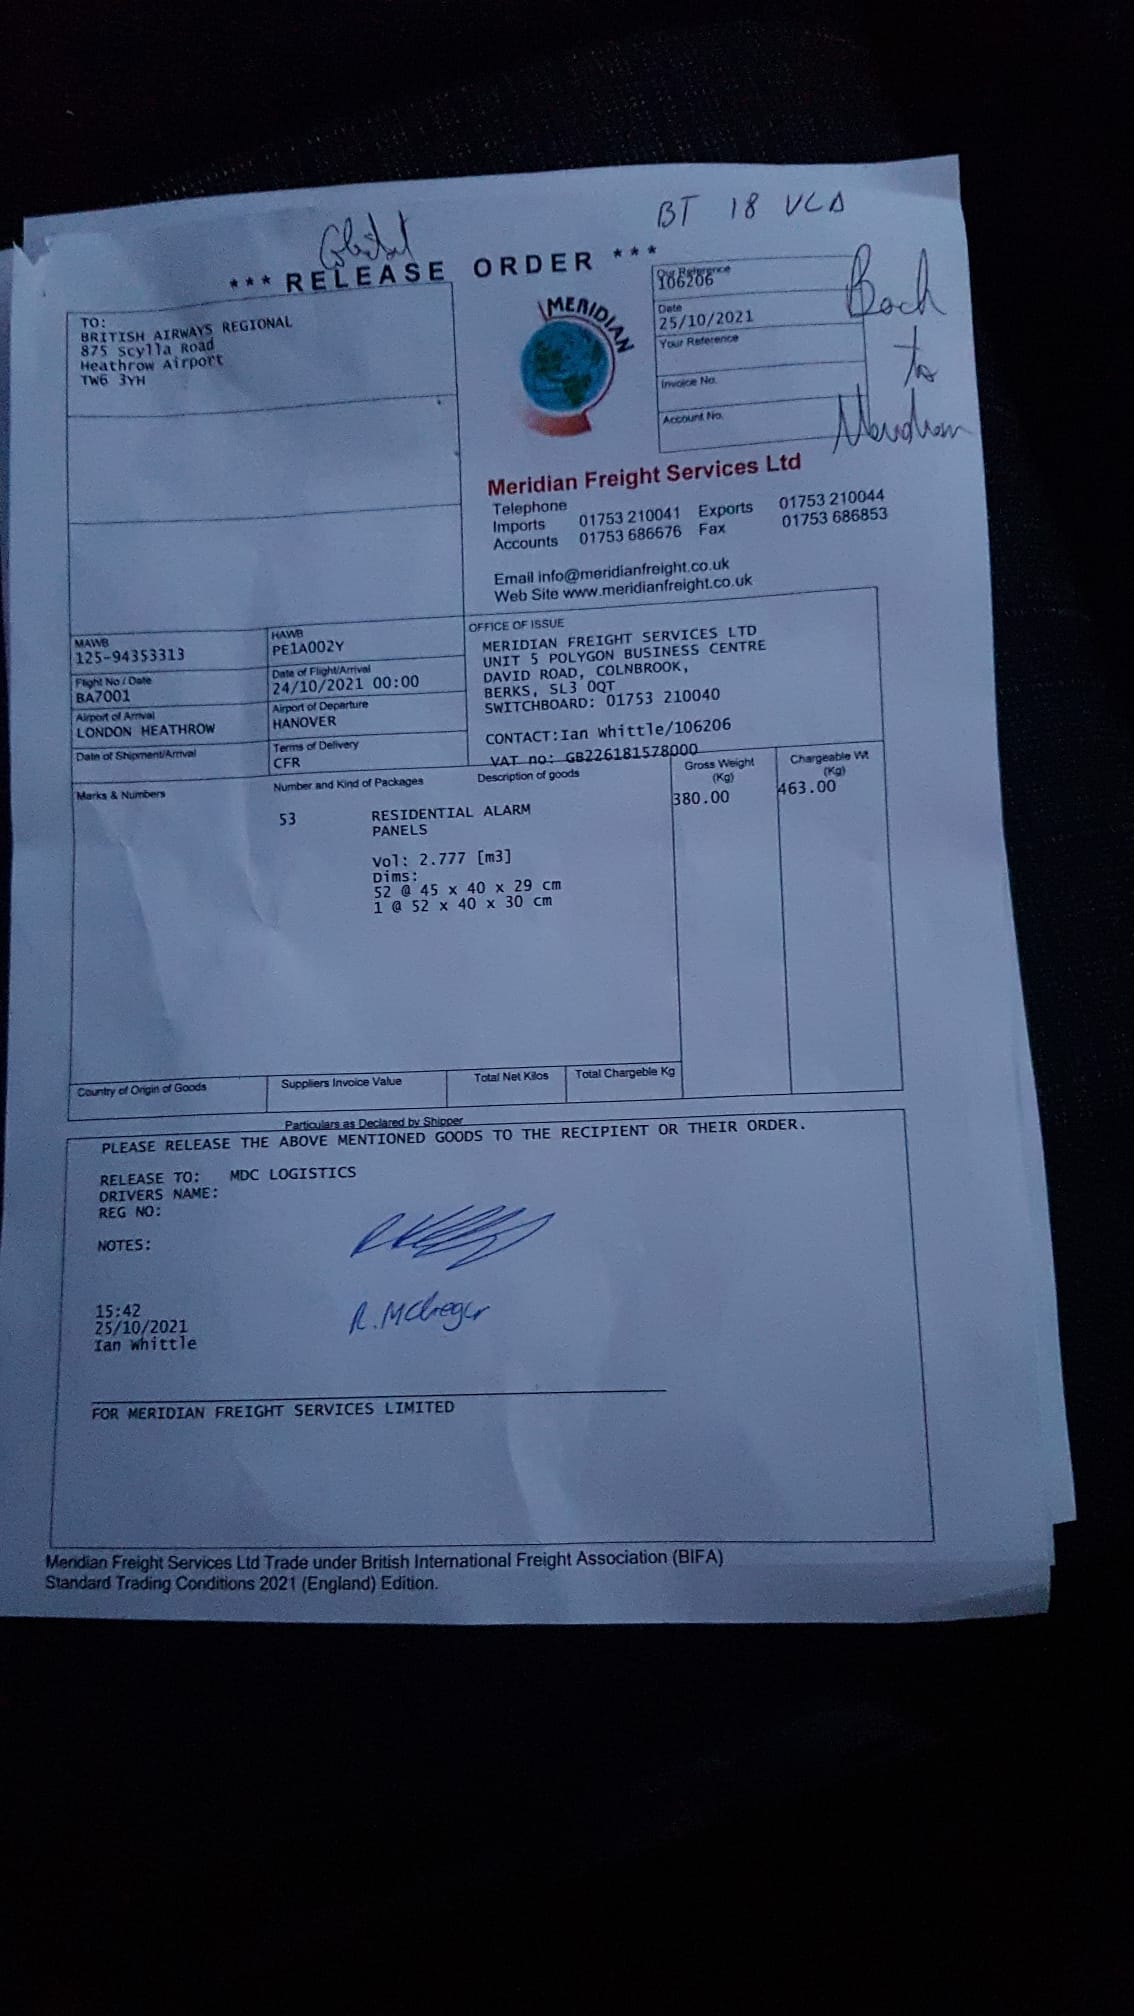 BT 18 VCA
*** RELEASE ORDER ***
Back
to
Meridian
TO:
BRITISH AIRWAYS REGIONAL
875 Scylla Road
Heathrow Airport
TW6 3YH
MERIDIAN
Our Reference
106206
Date
25/10/2021
Your Reference
Invoice No.
Account No.
Meridian Freight Services Ltd
Telephone
Imports 01753 210041 Exports 01753 210044
Accounts 01753 686676 Fax 01753 686853
Email info@meridianfreight.co.uk
Web Site www.meridianfreight.co.uk
MAWB
125-94353313
HAWB
PE1A002Y
Flight No / Date
BA7001
Date of Flight/Arrival
24/10/2021 00:00
Airport of Arrival
LONDON HEATHROW
Airport of Departure
HANOVER
Date of Shipment/Arrival
Terms of Delivery
CFR
OFFICE OF ISSUE
MERIDIAN FREIGHT SERVICES LTD
UNIT 5 POLYGON BUSINESS CENTRE
DAVID ROAD, COLNBROOK,
BERKS, SL3 0QT
SWITCHBOARD: 01753 210040
CONTACT:Ian Whittle/106206
VAT no: GB226181578000
Marks & Numbers
Number and Kind of Packages
Description of goods
Gross Weight
(Kg)
Chargeable Wt
(Kg)
53 RESIDENTIAL ALARM 380.00 463.00
PANELS
Vol: 2.777 [m3]
Dims:
52 @ 45 x 40 x 29 cm
1 @ 52 x 40 x 30 cm
Country of Origin of Goods
Suppliers Invoice Value
Total Net Kilos
Total Chargeble Kg
Particulars as Declared by Shipper
PLEASE RELEASE THE ABOVE MENTIONED GOODS TO THE RECIPIENT OR THEIR ORDER.
RELEASE TO: MDC LOGISTICS
DRIVERS NAME:
REG NO:
NOTES:
15:42
25/10/2021
Ian Whittle
R. McGregor
FOR MERIDIAN FREIGHT SERVICES LIMITED
Meridian Freight Services Ltd Trade under British International Freight Association (BIFA)
Standard Trading Conditions 2021 (England) Edition.